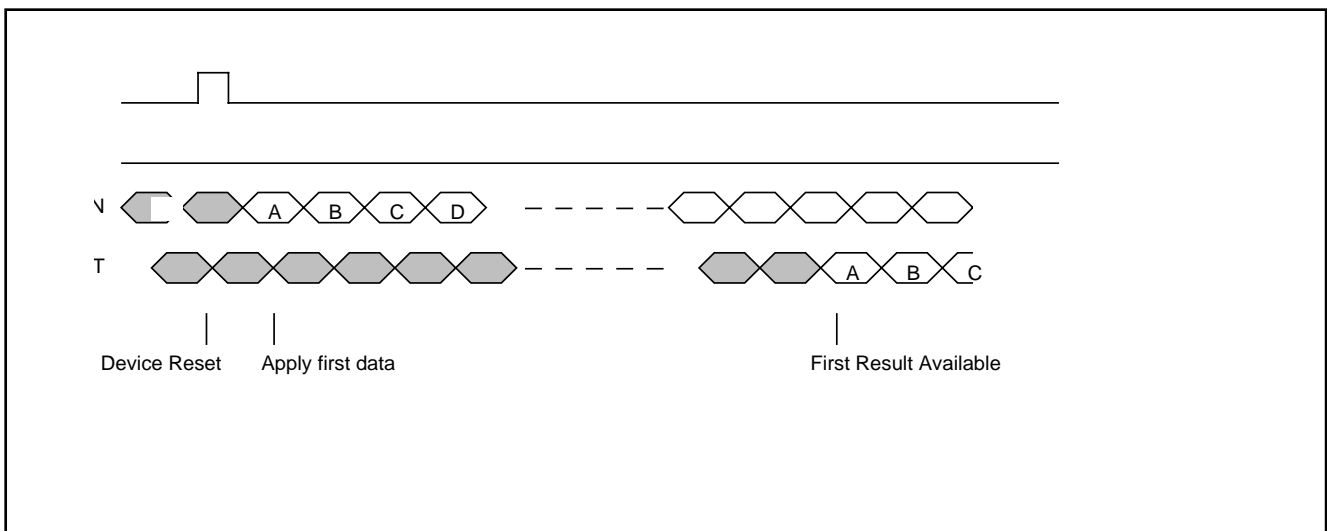 N A B C D
T A B C
Device Reset Apply first data First Result Available